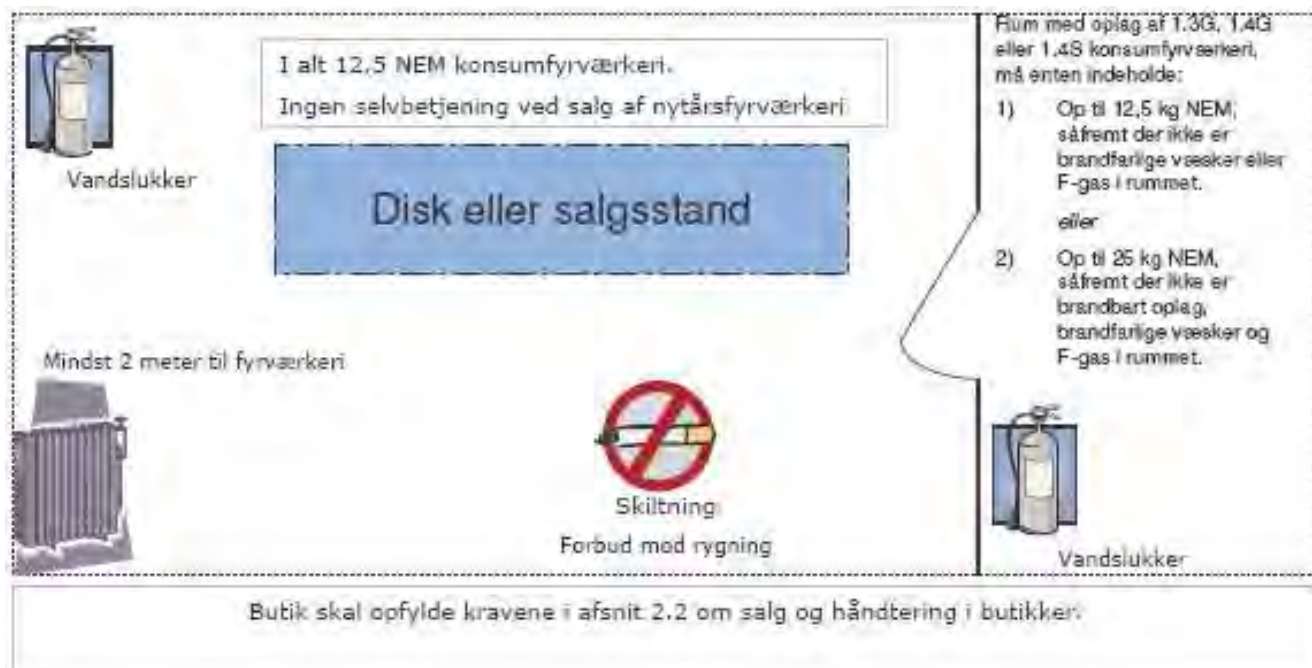 I alt 12,5 NEM konsumfyrværkeri.
Ingen selvbetjening ved salg af nytårsfyrværkeri
Vandslukker
Disk eller salgsstand
Mindst 2 meter til fyrværkeri
Skiltning
Forbud mod rygning
Rum med oplag af 1.3G, 1.4G
eller 1.4S konsumfyrværkeri,
må enten indeholde:
1) Op til 12,5 kg NEM,
såfremt der ikke er
brandfarlige væsker eller
F-gas i rummet.
eller
2) Op til 25 kg NEM,
såfremt der ikke er
brandbart oplag,
brandfarlige væsker og
F-gas i rummet.
Vandslukker
Butik skal opfylde kravene i afsnit 2.2 om salg og håndtering i butikker.